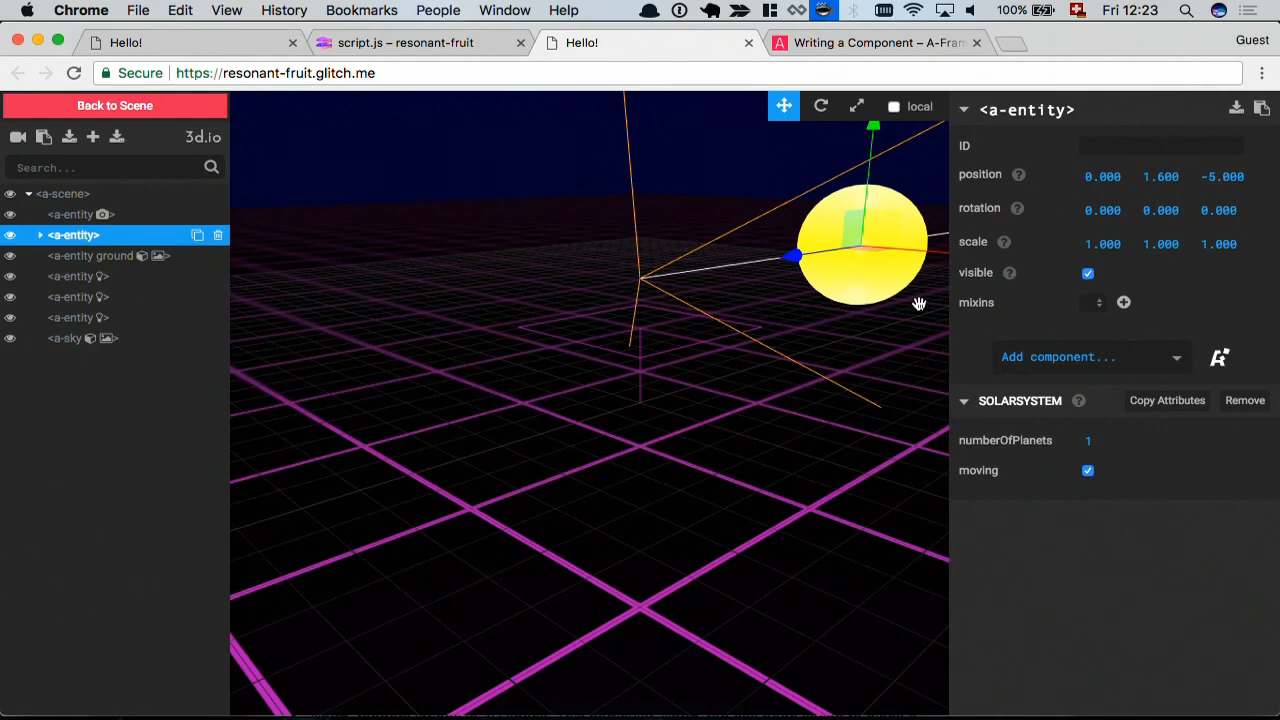 Chrome File Edit View History Bookmarks People Window Help 100% Fri 12:23
Hello! script.js – resonant-fruit Hello! Writing a Component – A-Fram Guest
Secure https://resonant-fruit.glitch.me
Back to Scene
3d.io
Search...
<a-scene>
<a-entity >
<a-entity>
<a-entity ground >
<a-entity >
<a-entity >
<a-entity >
<a-sky >
local
<a-entity>
ID
position ? 0.000 1.600 -5.000
rotation ? 0.000 0.000 0.000
scale ? 1.000 1.000 1.000
visible ?
mixins
Add component...
SOLARSYSTEM ? Copy Attributes Remove
numberOfPlanets 1
moving